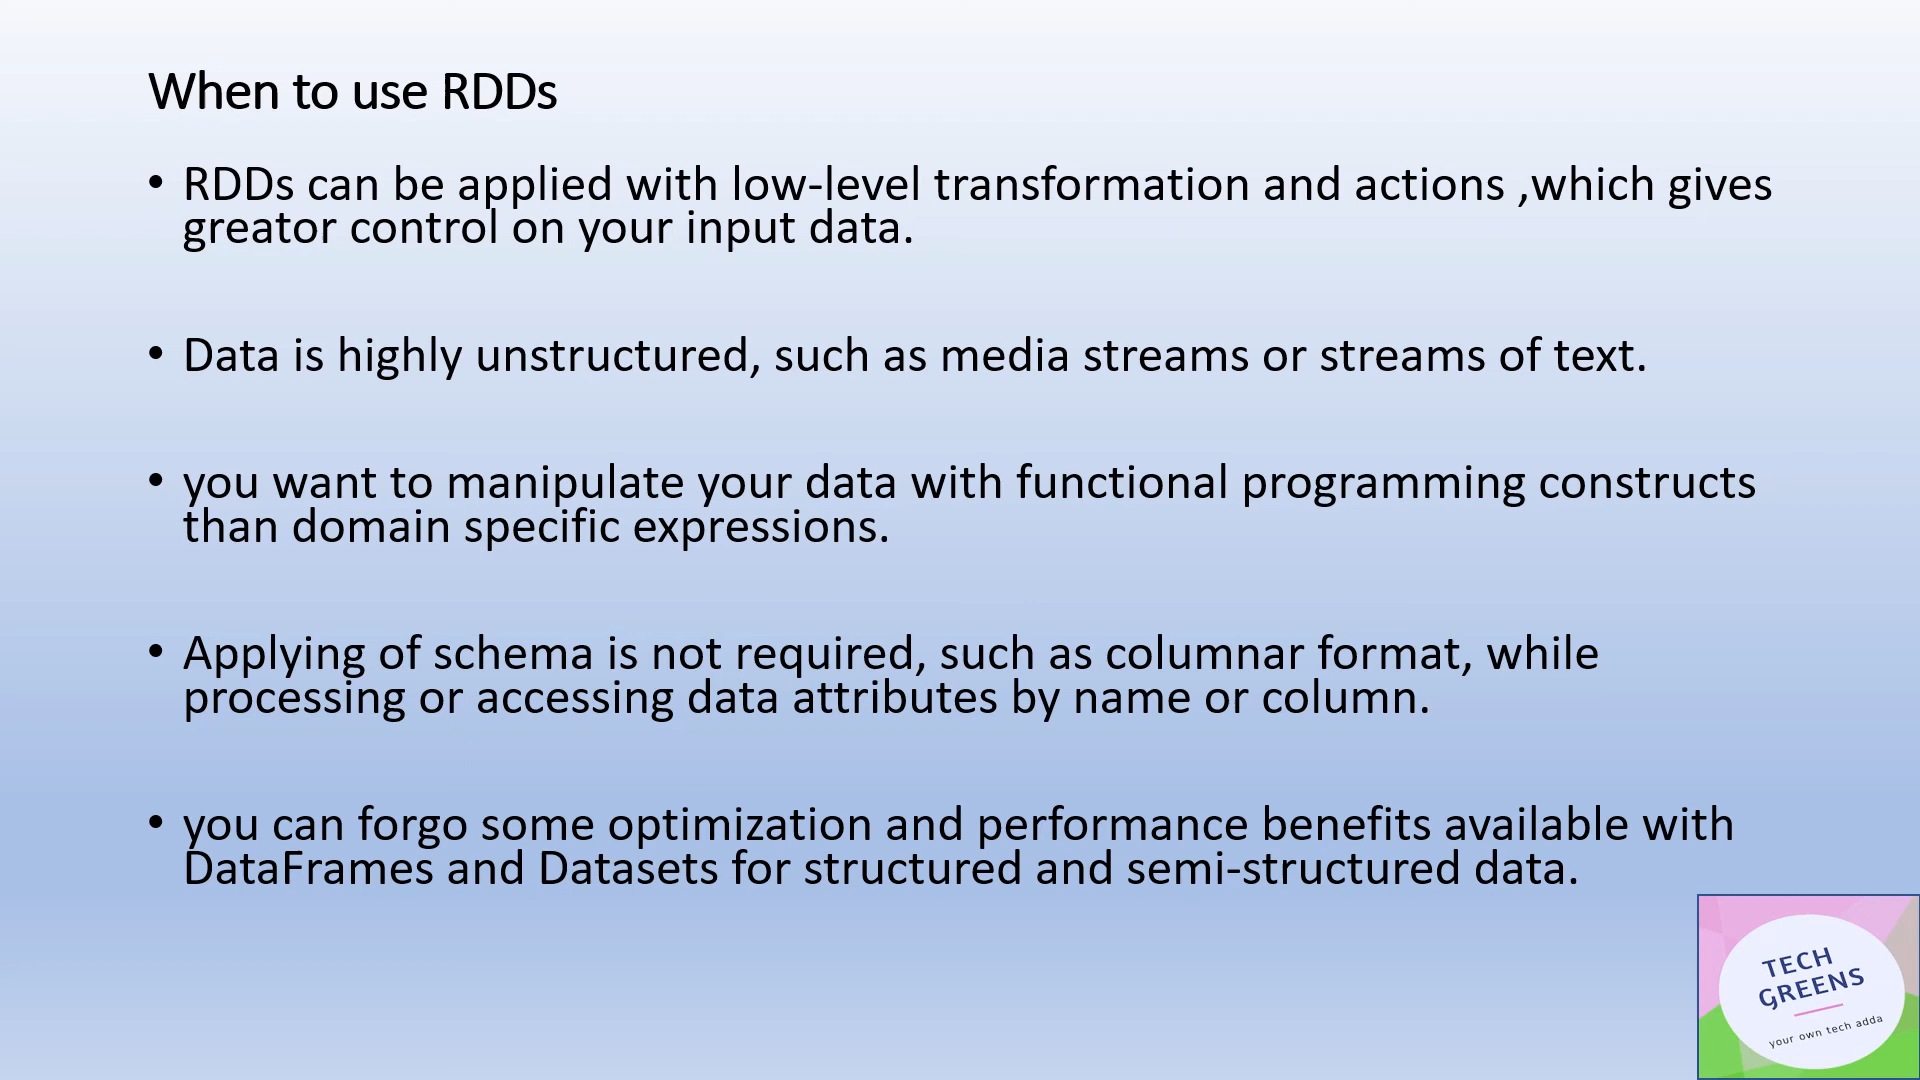 When to use RDDs
• RDDs can be applied with low-level transformation and actions ,which gives
greator control on your input data.
• Data is highly unstructured, such as media streams or streams of text.
• you want to manipulate your data with functional programming constructs
than domain specific expressions.
• Applying of schema is not required, such as columnar format, while
processing or accessing data attributes by name or column.
• you can forgo some optimization and performance benefits available with
DataFrames and Datasets for structured and semi-structured data.
TECH
GREENS
your own tech adda